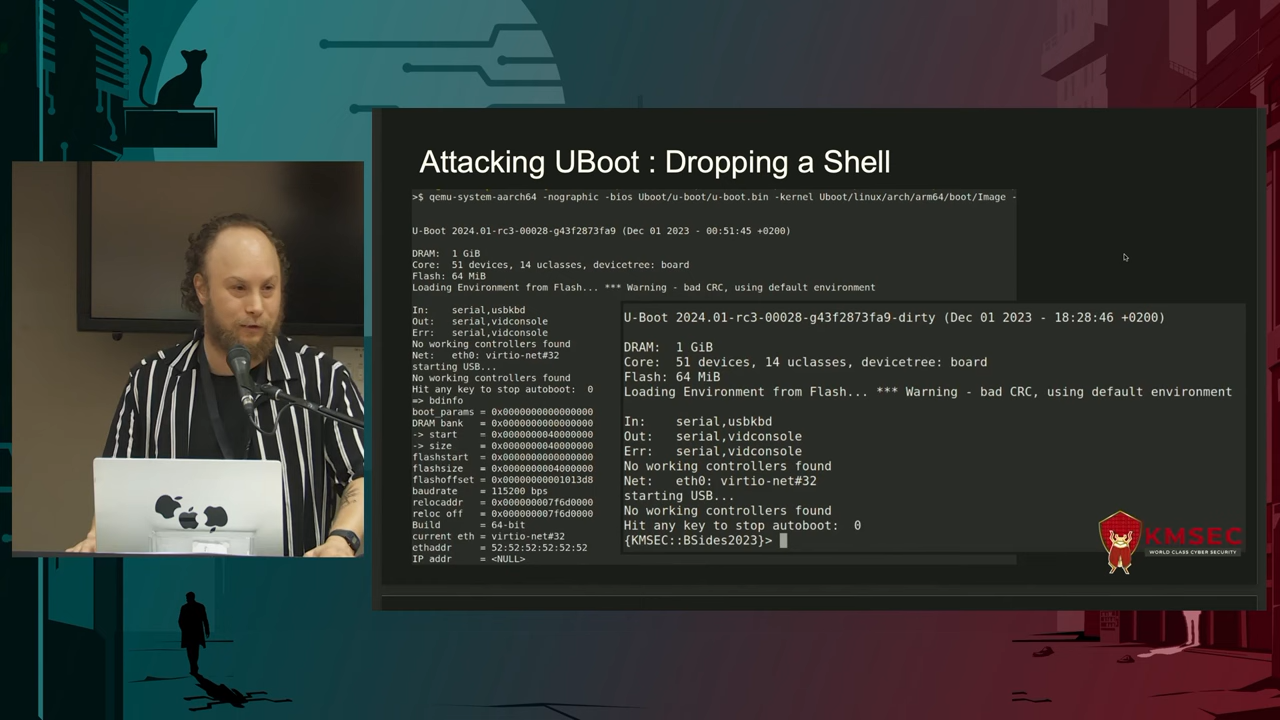 Attacking UBoot : Dropping a Shell
>$ qemu-system-aarch64 -nographic -bios Uboot/u-boot/u-boot.bin -kernel Uboot/linux/arch/arm64/boot/Image -
U-Boot 2024.01-rc3-00028-g43f2873fa9 (Dec 01 2023 - 00:51:45 +0200)
DRAM:  1 GiB
Core:  51 devices, 14 uclasses, devicetree: board
Flash: 64 MiB
Loading Environment from Flash... *** Warning - bad CRC, using default environment
In:    serial,usbkbd
Out:   serial,vidconsole
Err:   serial,vidconsole
No working controllers found
Net:   eth0: virtio-net#32
starting USB...
No working controllers found
Hit any key to stop autoboot:  0
=> bdinfo
boot_params = 0x0000000000000000
DRAM bank   = 0x0000000000000000
-> start    = 0x0000000040000000
-> size     = 0x0000000040000000
flashstart  = 0x0000000000000000
flashsize   = 0x0000000004000000
flashoffset = 0x00000000001013d8
baudrate    = 115200 bps
relocaddr   = 0x000000007f6d0000
reloc off   = 0x000000007f6d0000
Build       = 64-bit
current eth = virtio-net#32
ethaddr     = 52:52:52:52:52:52
IP addr     = <NULL>
U-Boot 2024.01-rc3-00028-g43f2873fa9-dirty (Dec 01 2023 - 18:28:46 +0200)
DRAM:  1 GiB
Core:  51 devices, 14 uclasses, devicetree: board
Flash: 64 MiB
Loading Environment from Flash... *** Warning - bad CRC, using default environment
In:    serial,usbkbd
Out:   serial,vidconsole
Err:   serial,vidconsole
No working controllers found
Net:   eth0: virtio-net#32
starting USB...
No working controllers found
Hit any key to stop autoboot:  0
{KMSEC::BSides2023}>
KMSEC
WORLD CLASS CYBER SECURITY